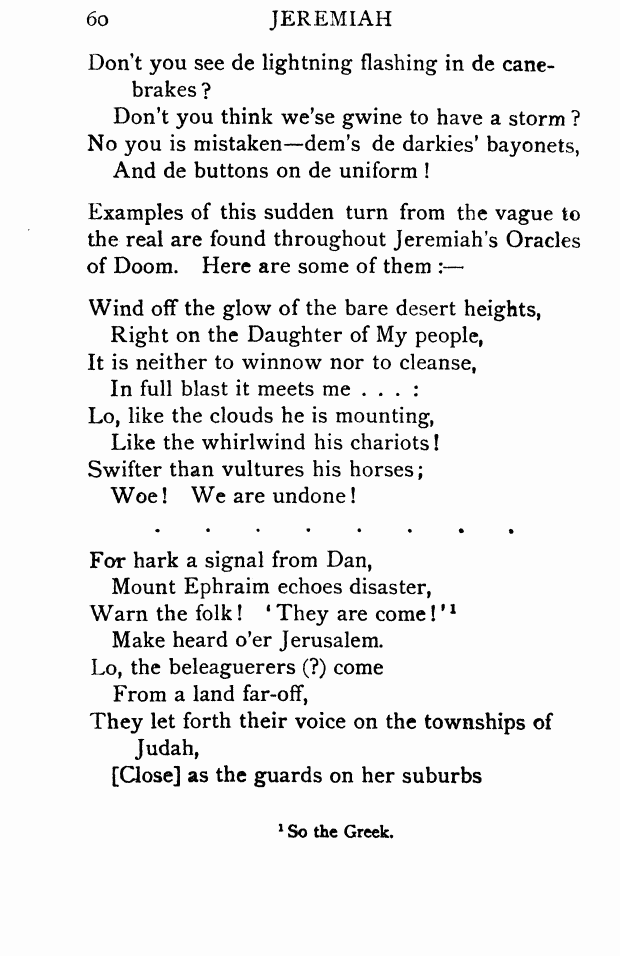 60 JEREMIAH
Don't you see de lightning flashing in de cane-
brakes?
Don't you think we'se gwine to have a storm?
No you is mistaken—dem's de darkies' bayonets,
And de buttons on de uniform!
Examples of this sudden turn from the vague to
the real are found throughout Jeremiah's Oracles
of Doom. Here are some of them:—
Wind off the glow of the bare desert heights,
Right on the Daughter of My people,
It is neither to winnow nor to cleanse,
In full blast it meets me . . . :
Lo, like the clouds he is mounting,
Like the whirlwind his chariots!
Swifter than vultures his horses;
Woe! We are undone!
. . . . . . . .
For hark a signal from Dan,
Mount Ephraim echoes disaster,
Warn the folk! 'They are come!'¹
Make heard o'er Jerusalem.
Lo, the beleaguerers (?) come
From a land far-off,
They let forth their voice on the townships of
Judah,
[Close] as the guards on her suburbs
¹ So the Greek.